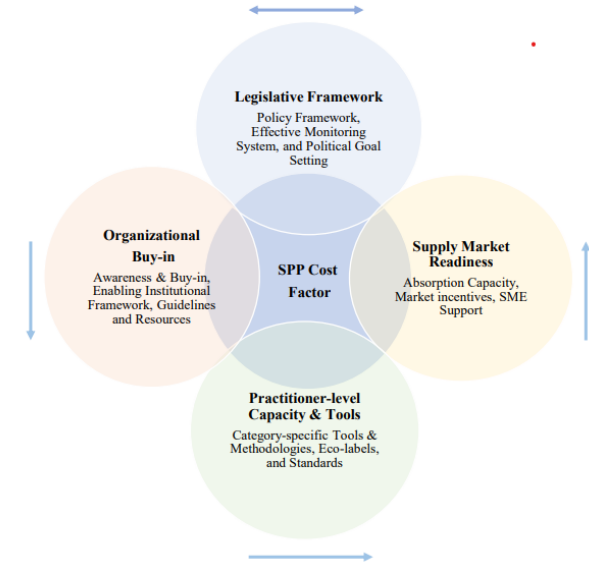 Legislative Framework
Policy Framework,
Effective Monitoring
System, and Political Goal
Setting
Organizational
Buy-in
Awareness & Buy-in,
Enabling Institutional
Framework, Guidelines
and Resources
SPP Cost
Factor
Supply Market
Readiness
Absorption Capacity,
Market incentives, SME
Support
Practitioner-level
Capacity & Tools
Category-specific Tools &
Methodologies, Eco-labels,
and Standards